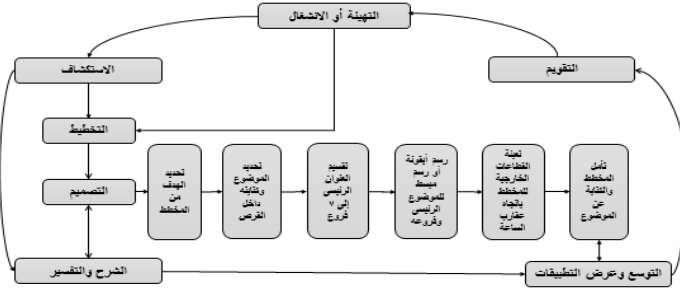 التهيئة أو الانشغال
الاستكشاف
التقويم
التخطيط
التصميم
تحديد
الهدف
من
المخطط
تحديد
الموضوع
وكتابته
داخل
القرص
تقسيم
العنوان
الرئيسي
إلى ٧
فروع
رسم أيقونة
أو رسم
مبسط
للموضوع
الرئيسي
وفروعه
تعبئة
القطاعات
الخارجية
للمخطط
باتجاه
عقارب
الساعة
تأمل
المخطط
والكتابة
عن
الموضوع
الشرح والتفسير
التوسع وعرض التطبيقات